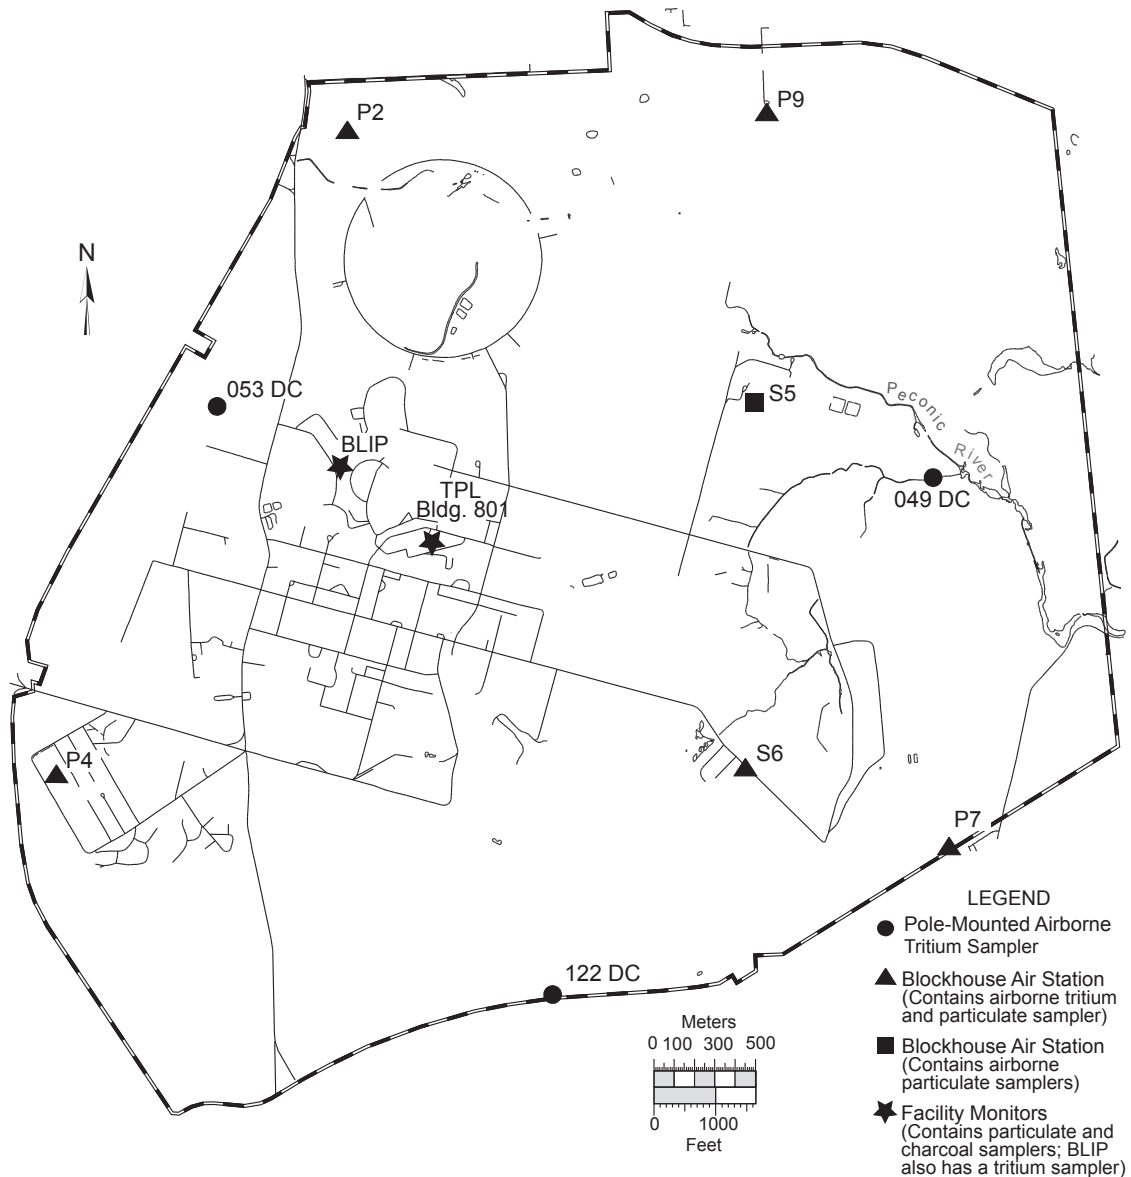 P2
P9
N
053 DC
S5
Peconic
River
BLIP
TPL
Bldg. 801
049 DC
P4
S6
P7
122 DC
LEGEND
Pole-Mounted Airborne
Tritium Sampler
Blockhouse Air Station
(Contains airborne tritium
and particulate sampler)
Blockhouse Air Station
(Contains airborne
particulate samplers)
Facility Monitors
(Contains particulate and
charcoal samplers; BLIP
also has a tritium sampler)
Meters
0 100 300 500
0 1000
Feet